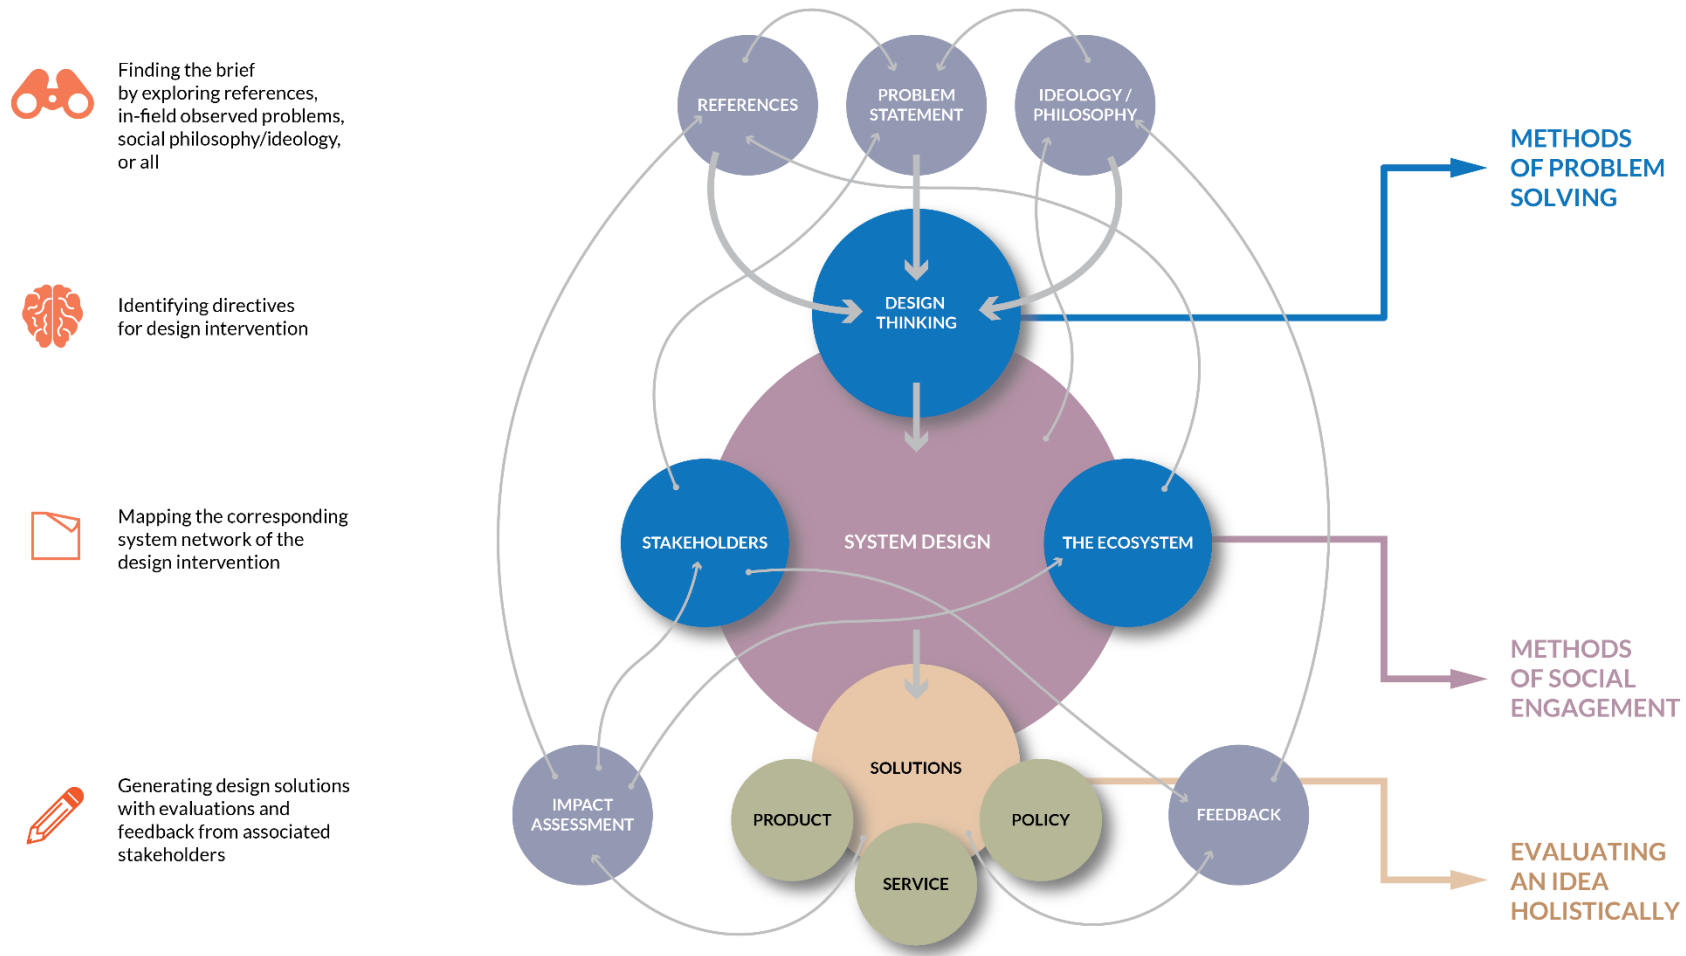 Finding the brief
by exploring references,
in-field observed problems,
social philosophy/ideology,
or all
Identifying directives
for design intervention
Mapping the corresponding
system network of the
design intervention
Generating design solutions
with evaluations and
feedback from associated
stakeholders
REFERENCES
PROBLEM
STATEMENT
IDEOLOGY /
PHILOSOPHY
DESIGN
THINKING
STAKEHOLDERS
SYSTEM DESIGN
THE ECOSYSTEM
SOLUTIONS
IMPACT
ASSESSMENT
PRODUCT
SERVICE
POLICY
FEEDBACK
METHODS
OF PROBLEM
SOLVING
METHODS
OF SOCIAL
ENGAGEMENT
EVALUATING
AN IDEA
HOLISTICALLY